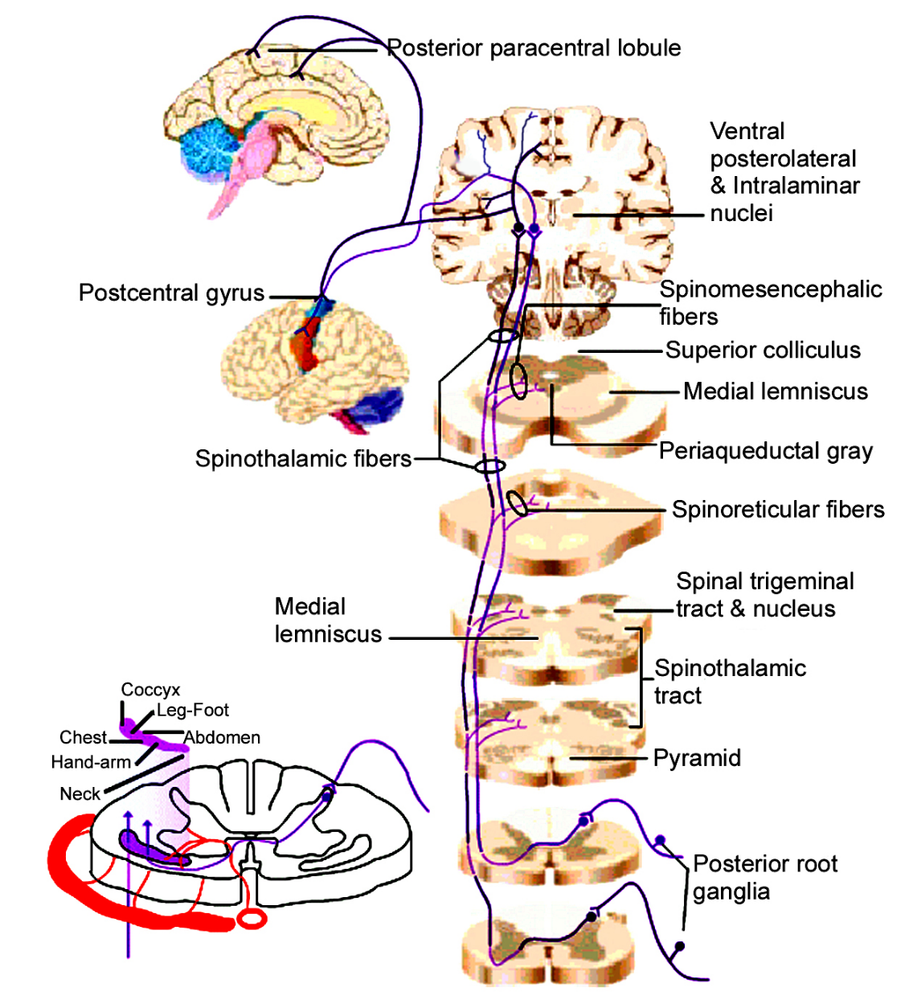 Posterior paracentral lobule
Ventral
posterolateral
& Intralaminar
nuclei
Postcentral gyrus
Spinomesencephalic
fibers
Superior colliculus
Medial lemniscus
Periaqueductal gray
Spinothalamic fibers
Spinoreticular fibers
Spinal trigeminal
tract & nucleus
Medial
lemniscus
Spinothalamic
tract
Coccyx
Leg-Foot
Chest
Abdomen
Hand-arm
Pyramid
Neck
Posterior root
ganglia